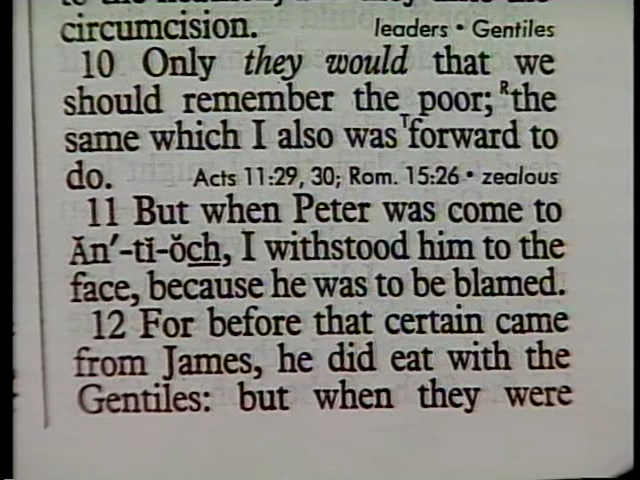 circumcision. leaders • Gentiles
10 Only they would that we
should remember the poor; ᴿthe
same which I also was ᵀforward to
do. Acts 11:29, 30; Rom. 15:26 • zealous
11 But when Peter was come to
Ăn′-tĭ-ŏch, I withstood him to the
face, because he was to be blamed.
12 For before that certain came
from James, he did eat with the
Gentiles: but when they were